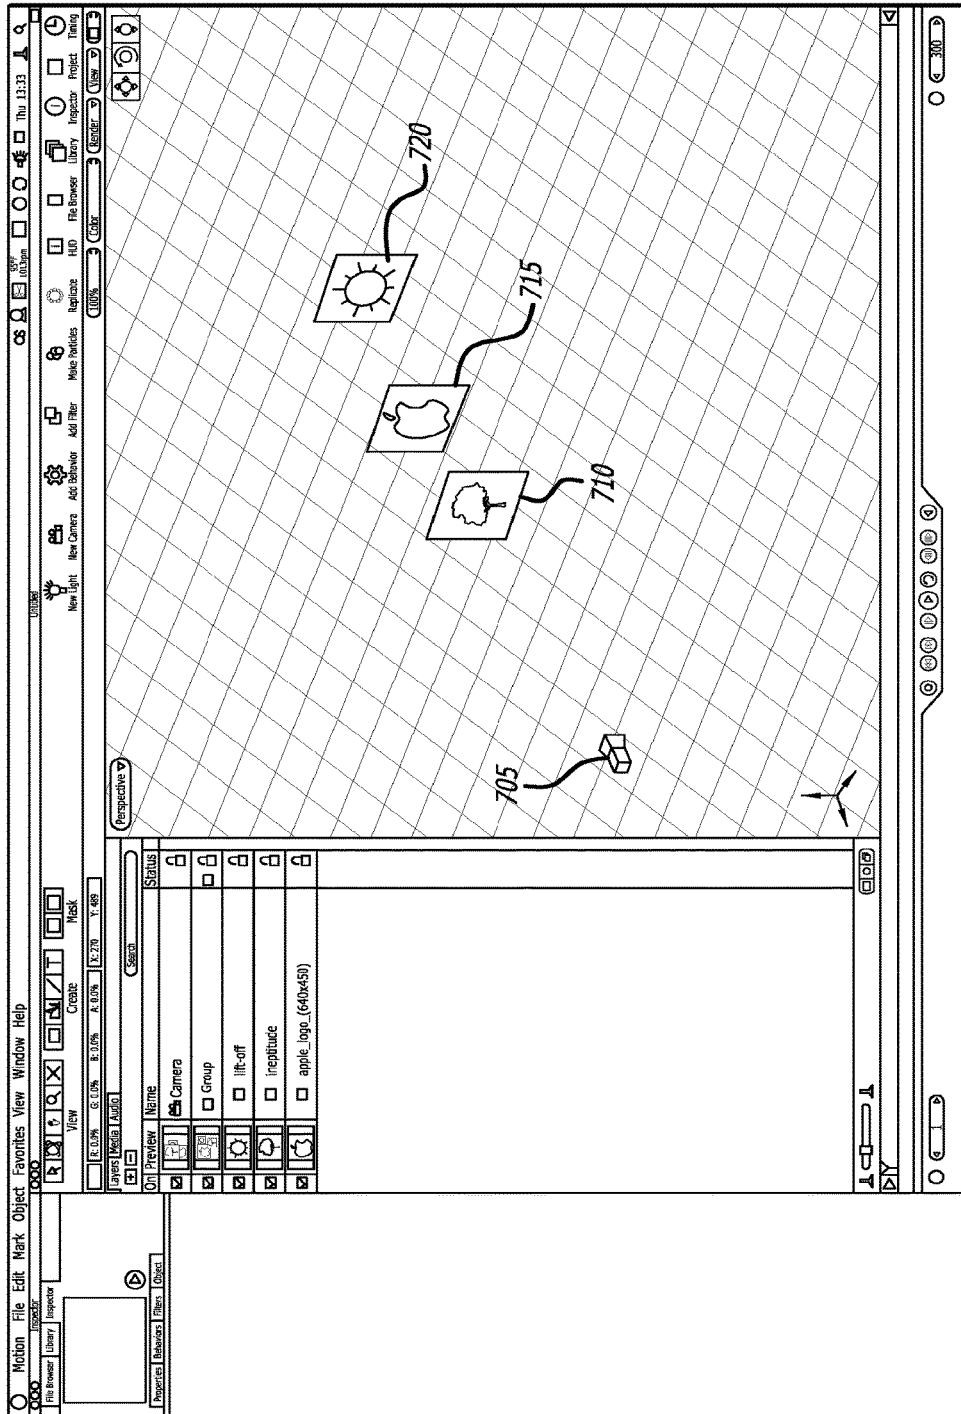 Motion File Edit Mark Object Favorites View Window Help
95°F
10:13pm
Thu 13:33
Inspector
Untitled
File Browser Library Inspector
View
Create
Mask
New Light New Camera Add Behavior Add Filter Make Particles Replicate HUD File Browser Library Inspector Project Timing
R: 0.0% G: 0.0% B: 0.0% A: 0.0% X: 270 Y: 489
100% Color Render View
Layers Media Audio
Search
Perspective
On Preview Name Status
Camera
Group
lift-off
ineptitude
apple_logo_(640x450)
Properties Behaviors Filters Object
720
715
710
705
1
300